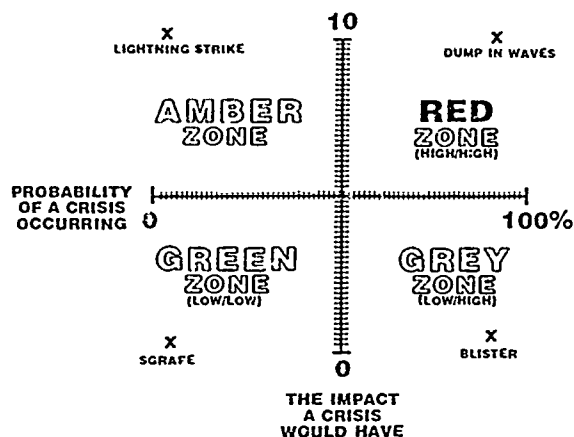 10
X
X
LIGHTNING STRIKE
DUMP IN WAVES
AMBER
ZONE
RED
ZONE
(HIGH/HIGH)
PROBABILITY
OF A CRISIS
OCCURRING
0
100%
GREEN
ZONE
(LOW/LOW)
GREY
ZONE
(LOW/HIGH)
X
X
SGRAFE
BLISTER
0
THE IMPACT
A CRISIS
WOULD HAVE